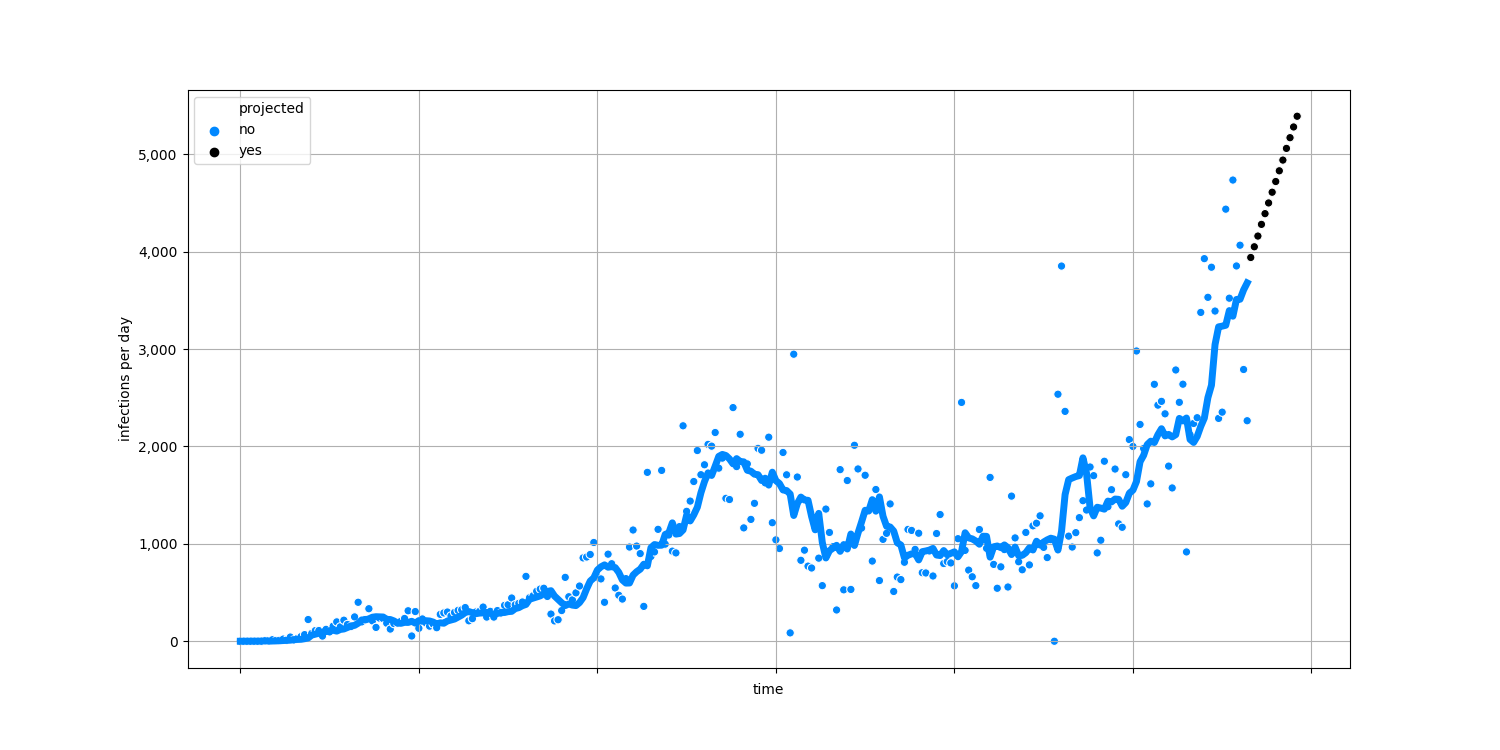 projected
no
yes
5,000
4,000
3,000
2,000
1,000
0
infections per day
time